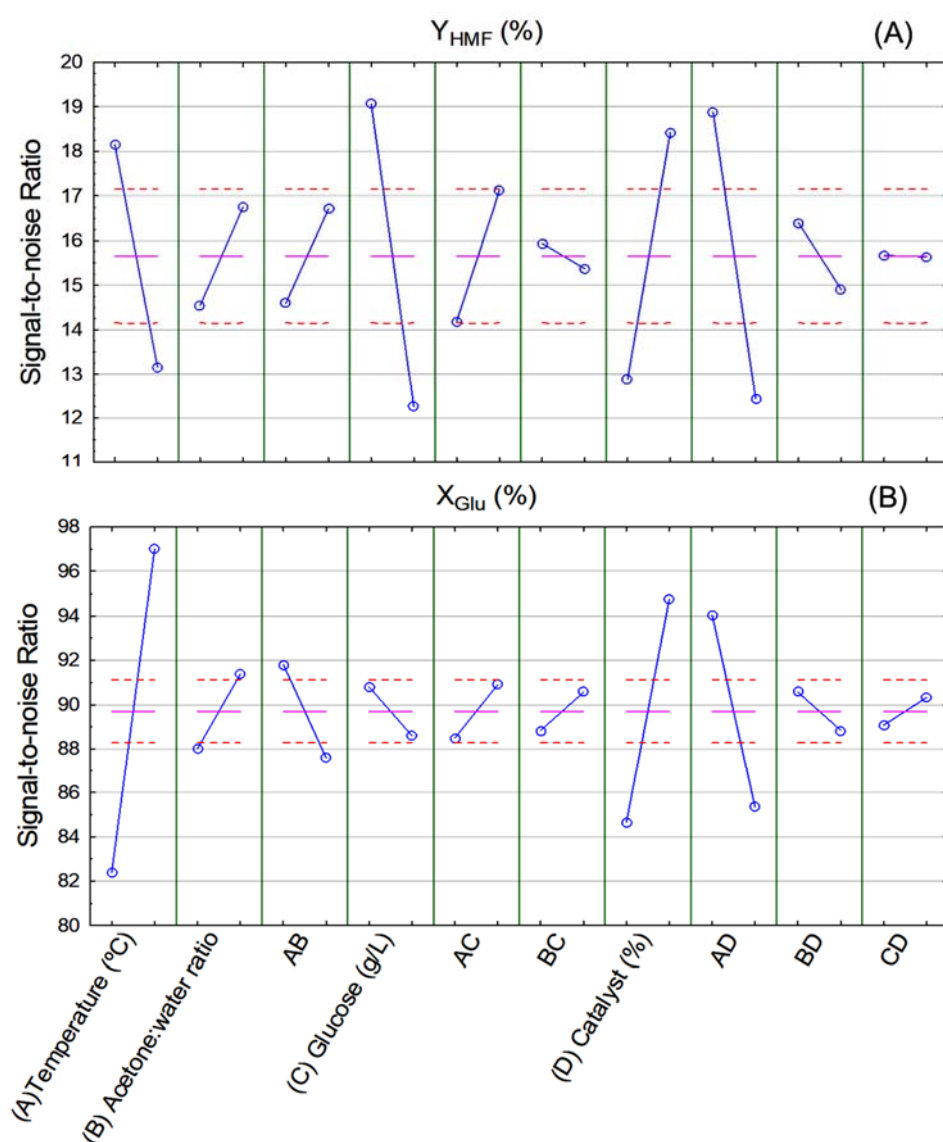 Y_HMF (%) (A)
Signal-to-noise Ratio
20
19
18
17
16
15
14
13
12
11
X_Glu (%) (B)
Signal-to-noise Ratio
98
96
94
92
90
88
86
84
82
80
(A)Temperature (ºC)
(B) Acetone:water ratio
AB
(C) Glucose (g/L)
AC
BC
(D) Catalyst (%)
AD
BD
CD